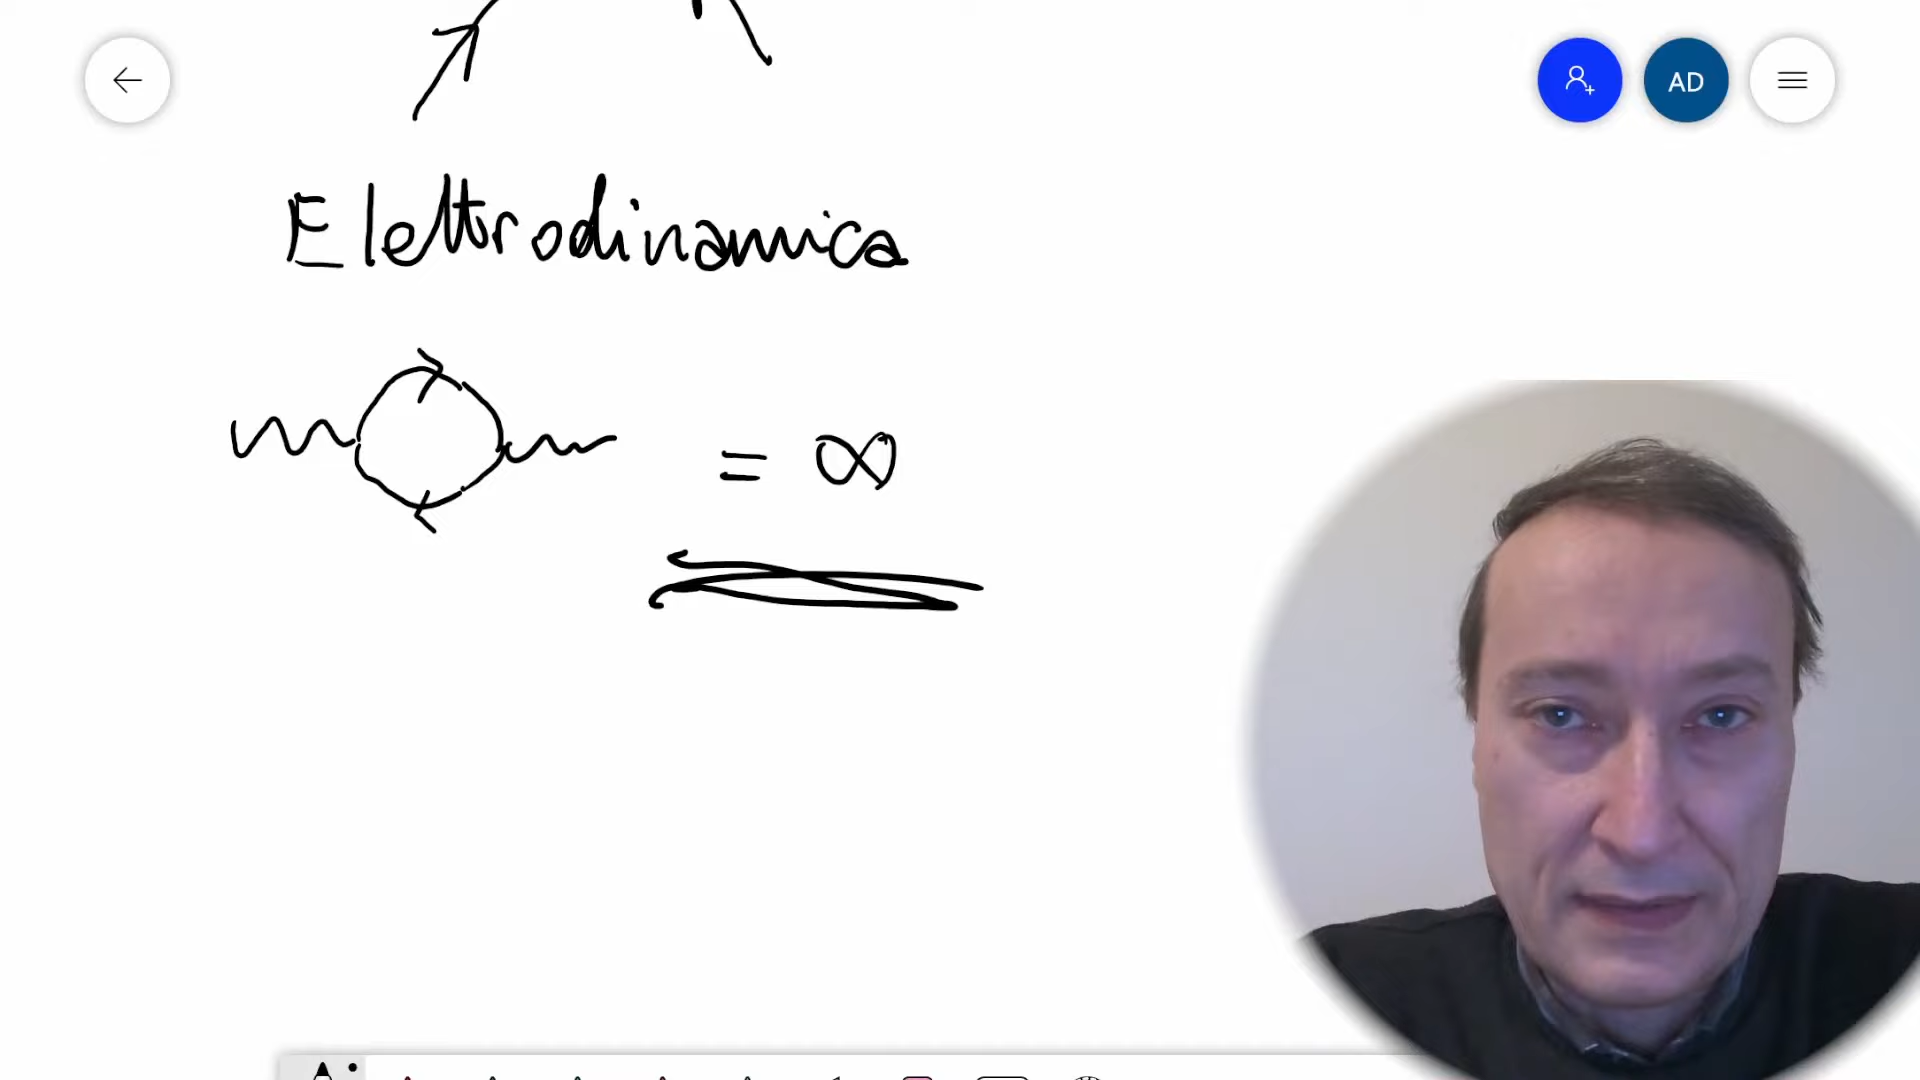 AD
Elettrodinamica
= ∞